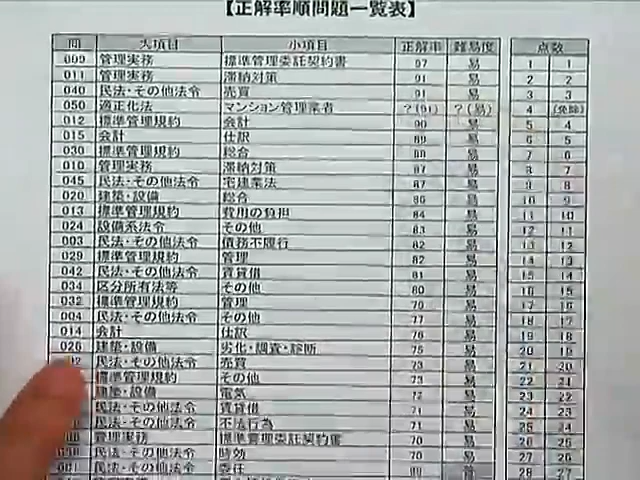 【正解率順問題一覧表】
問 大項目 小項目 正解率 難易度 点数
009 管理実務 標準管理委託契約書 97 易 1 1
011 管理実務 滞納対策 91 易 2 2
040 民法・その他法令 売買 91 易 3 3
050 適正化法 マンション管理業者 ?(91) ?(易) 4 (免除)
012 標準管理規約 会計 90 易 5 4
015 会計 仕訳 89 易 6 5
030 標準管理規約 総合 88 易 7 6
010 管理実務 滞納対策 87 易 8 7
045 民法・その他法令 宅建業法 87 易 9 8
020 建築・設備 総合 86 易 10 9
013 標準管理規約 費用の負担 84 易 11 10
024 設備系法令 その他 83 易 12 11
003 民法・その他法令 債務不履行 82 易 13 12
029 標準管理規約 管理 82 易 14 13
042 民法・その他法令 賃貸借 81 易 15 14
034 区分所有法等 その他 80 易 16 15
032 標準管理規約 管理 79 易 17 16
004 民法・その他法令 その他 77 易 18 17
014 会計 仕訳 76 易 19 18
026 建築・設備 劣化・調査・診断 75 易 20 19
民法・その他法令 売買 73 易 21 20
標準管理規約 その他 73 易 22 21
建築・設備 電気 72 易 23 22
民法・その他法令 賃貸借 71 易 24 23
民法・その他法令 不法行為 71 易 25 24
管理実務 標準管理委託契約書 70 易 26 25
民法・その他法令 時効 70 易 27 26
民法・その他法令 委任 普 28 27